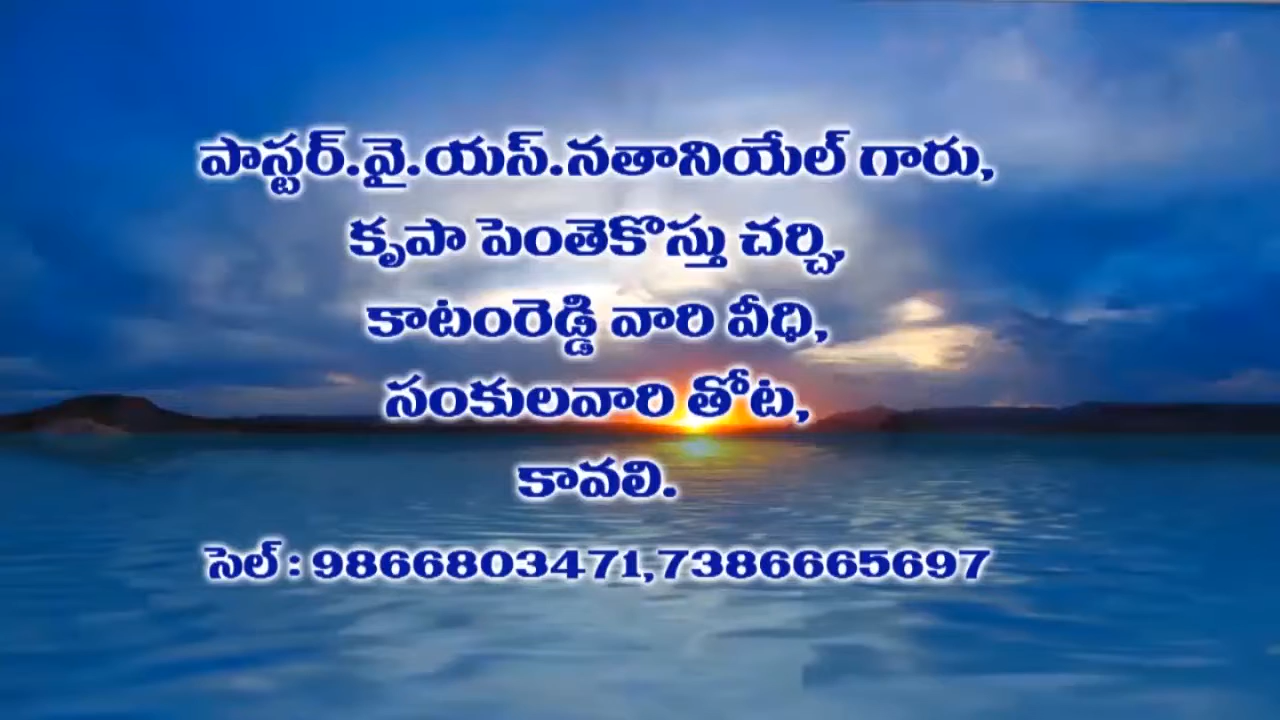 పాస్టర్.వై.యస్.నతానియేల్ గారు,
కృపా పెంతెకొస్తు చర్చి,
కాటంరెడ్డి వారి వీధి,
సంకులవారి తోట,
కావలి.
సెల్ : 9866803471,7386665697